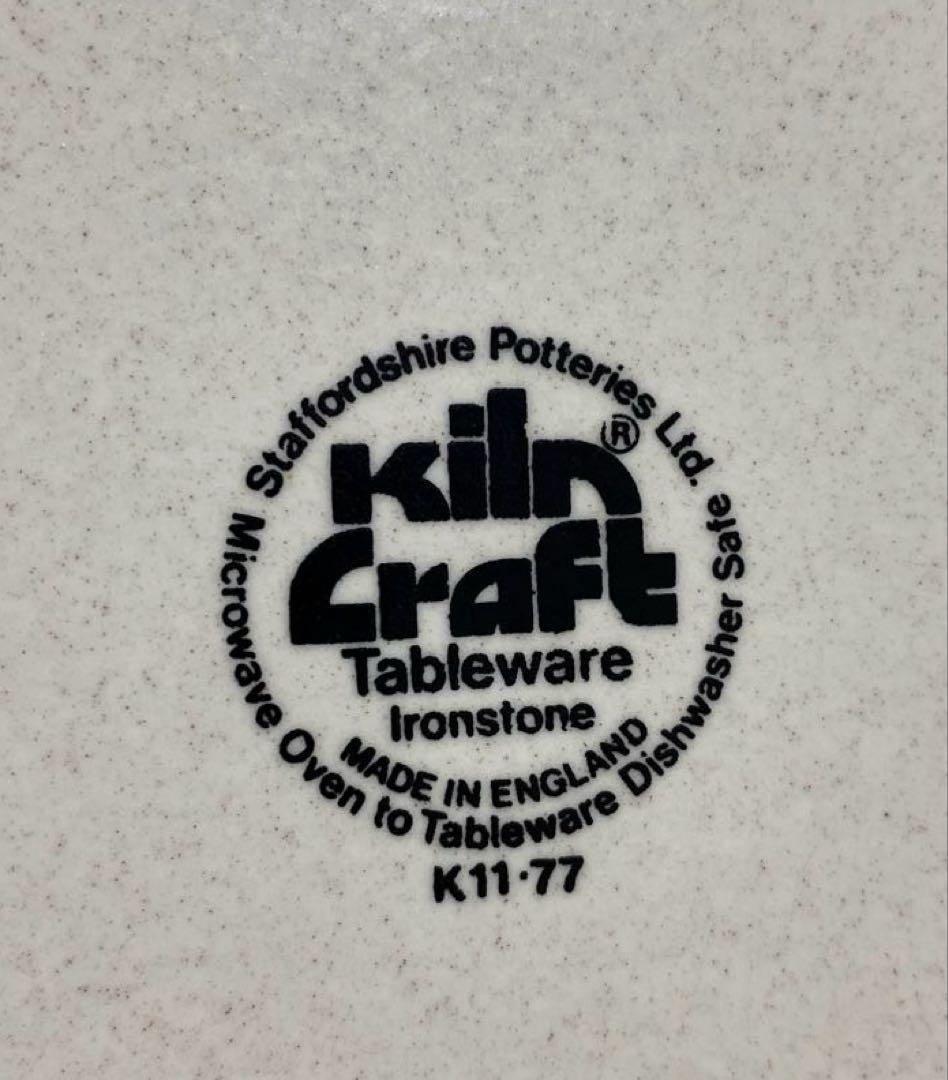 Staffordshire Potteries Ltd.
kiln®
Craft
Tableware
Ironstone
MADE IN ENGLAND
Microwave Oven to Tableware Dishwasher Safe
K11·77